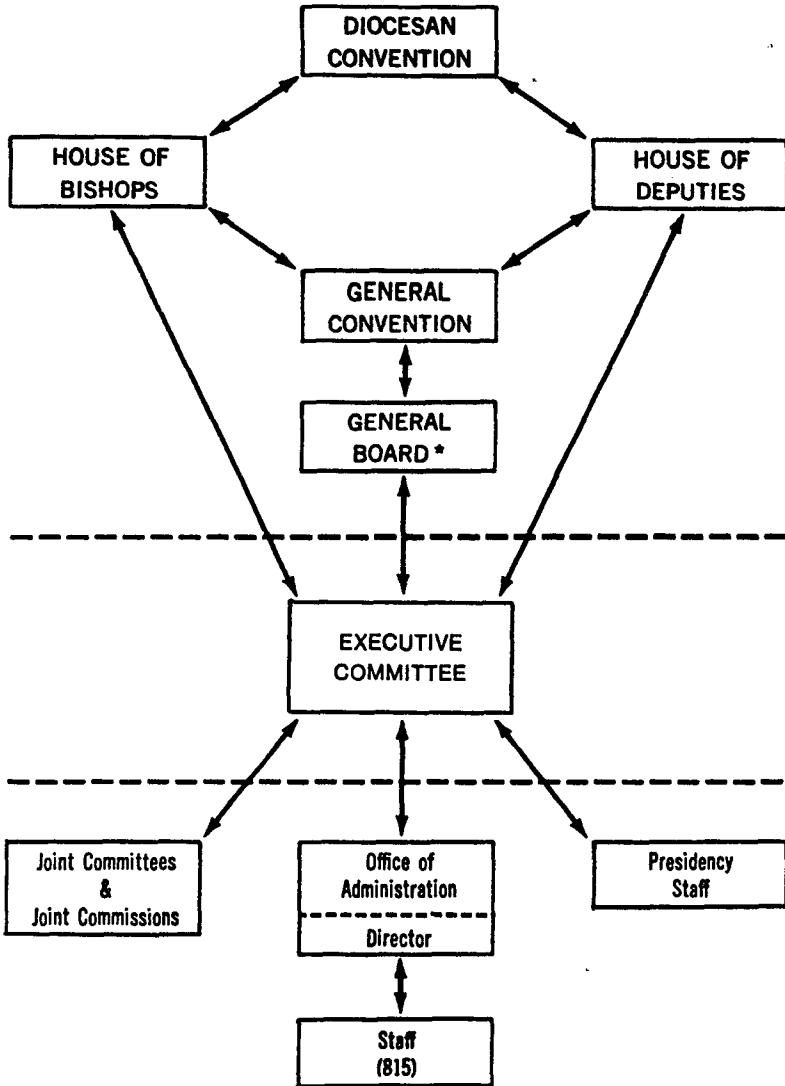 DIOCESAN
CONVENTION
HOUSE OF
BISHOPS
HOUSE OF
DEPUTIES
GENERAL
CONVENTION
GENERAL
BOARD *
EXECUTIVE
COMMITTEE
Joint Committees
&
Joint Commissions
Office of
Administration
Director
Presidency
Staff
Staff
(815)